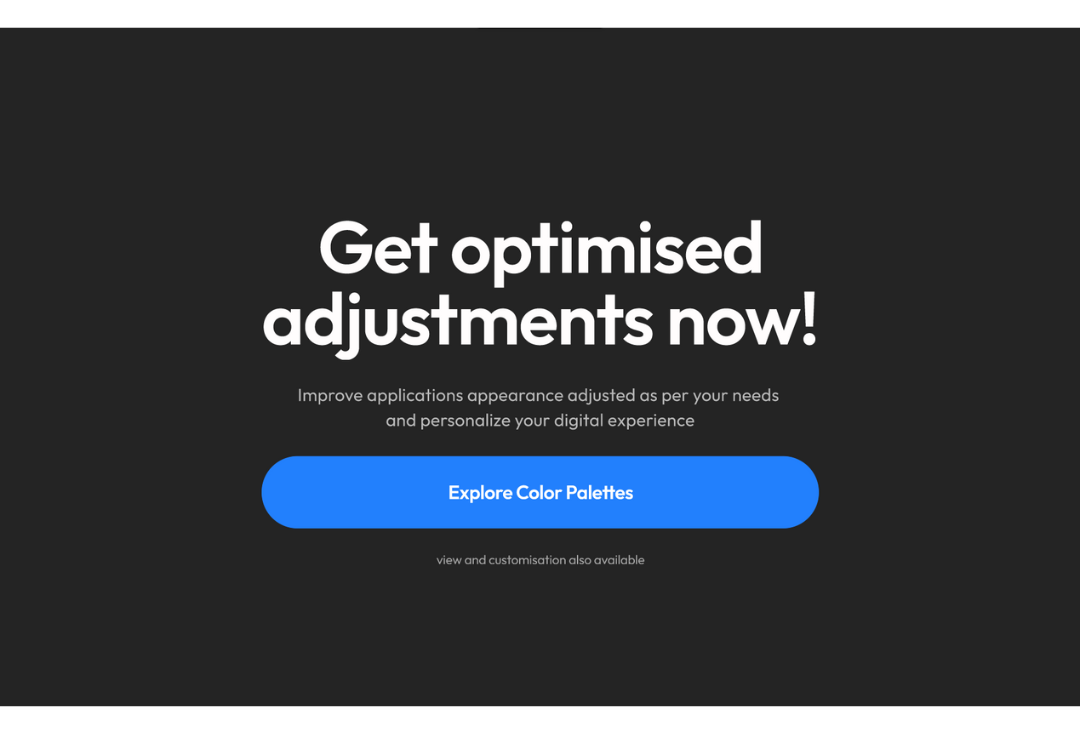 Get optimised
adjustments now!
Improve applications appearance adjusted as per your needs
and personalize your digital experience
Explore Color Palettes
view and customisation also available